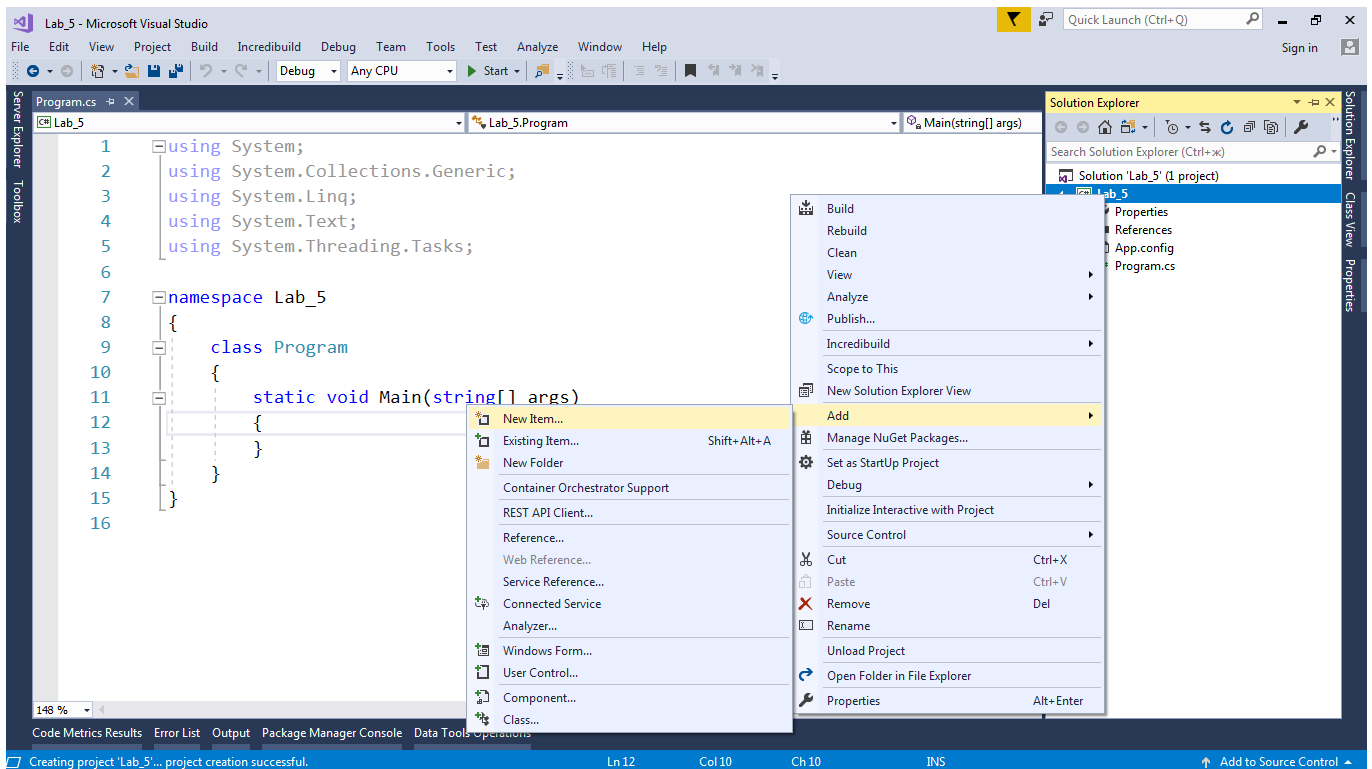 Lab_5 - Microsoft Visual Studio
Quick Launch (Ctrl+Q)
File Edit View Project Build Incredibuild Debug Team Tools Test Analyze Window Help
Sign in
Debug Any CPU Start
Server Explorer
Toolbox
Program.cs
C# Lab_5
Lab_5.Program
Main(string[] args)
1 using System;
2 using System.Collections.Generic;
3 using System.Linq;
4 using System.Text;
5 using System.Threading.Tasks;
6
7 namespace Lab_5
8 {
9 class Program
10 {
11 static void Main(string[] args)
12 {
13 }
14 }
15 }
16
New Item...
Existing Item... Shift+Alt+A
New Folder
Container Orchestrator Support
REST API Client...
Reference...
Web Reference...
Service Reference...
Connected Service
Analyzer...
Windows Form...
User Control...
Component...
Class...
Build
Rebuild
Clean
View
Analyze
Publish...
Incredibuild
Scope to This
New Solution Explorer View
Add
Manage NuGet Packages...
Set as StartUp Project
Debug
Initialize Interactive with Project
Source Control
Cut Ctrl+X
Paste Ctrl+V
Remove Del
Rename
Unload Project
Open Folder in File Explorer
Properties Alt+Enter
Solution Explorer
Search Solution Explorer (Ctrl+ж)
Solution 'Lab_5' (1 project)
C# Lab_5
Properties
References
App.config
Program.cs
Solution Explorer
Class View
Properties
148 %
Code Metrics Results Error List Output Package Manager Console Data Tools Operations
Creating project 'Lab_5'... project creation successful.
Ln 12 Col 10 Ch 10 INS
Add to Source Control